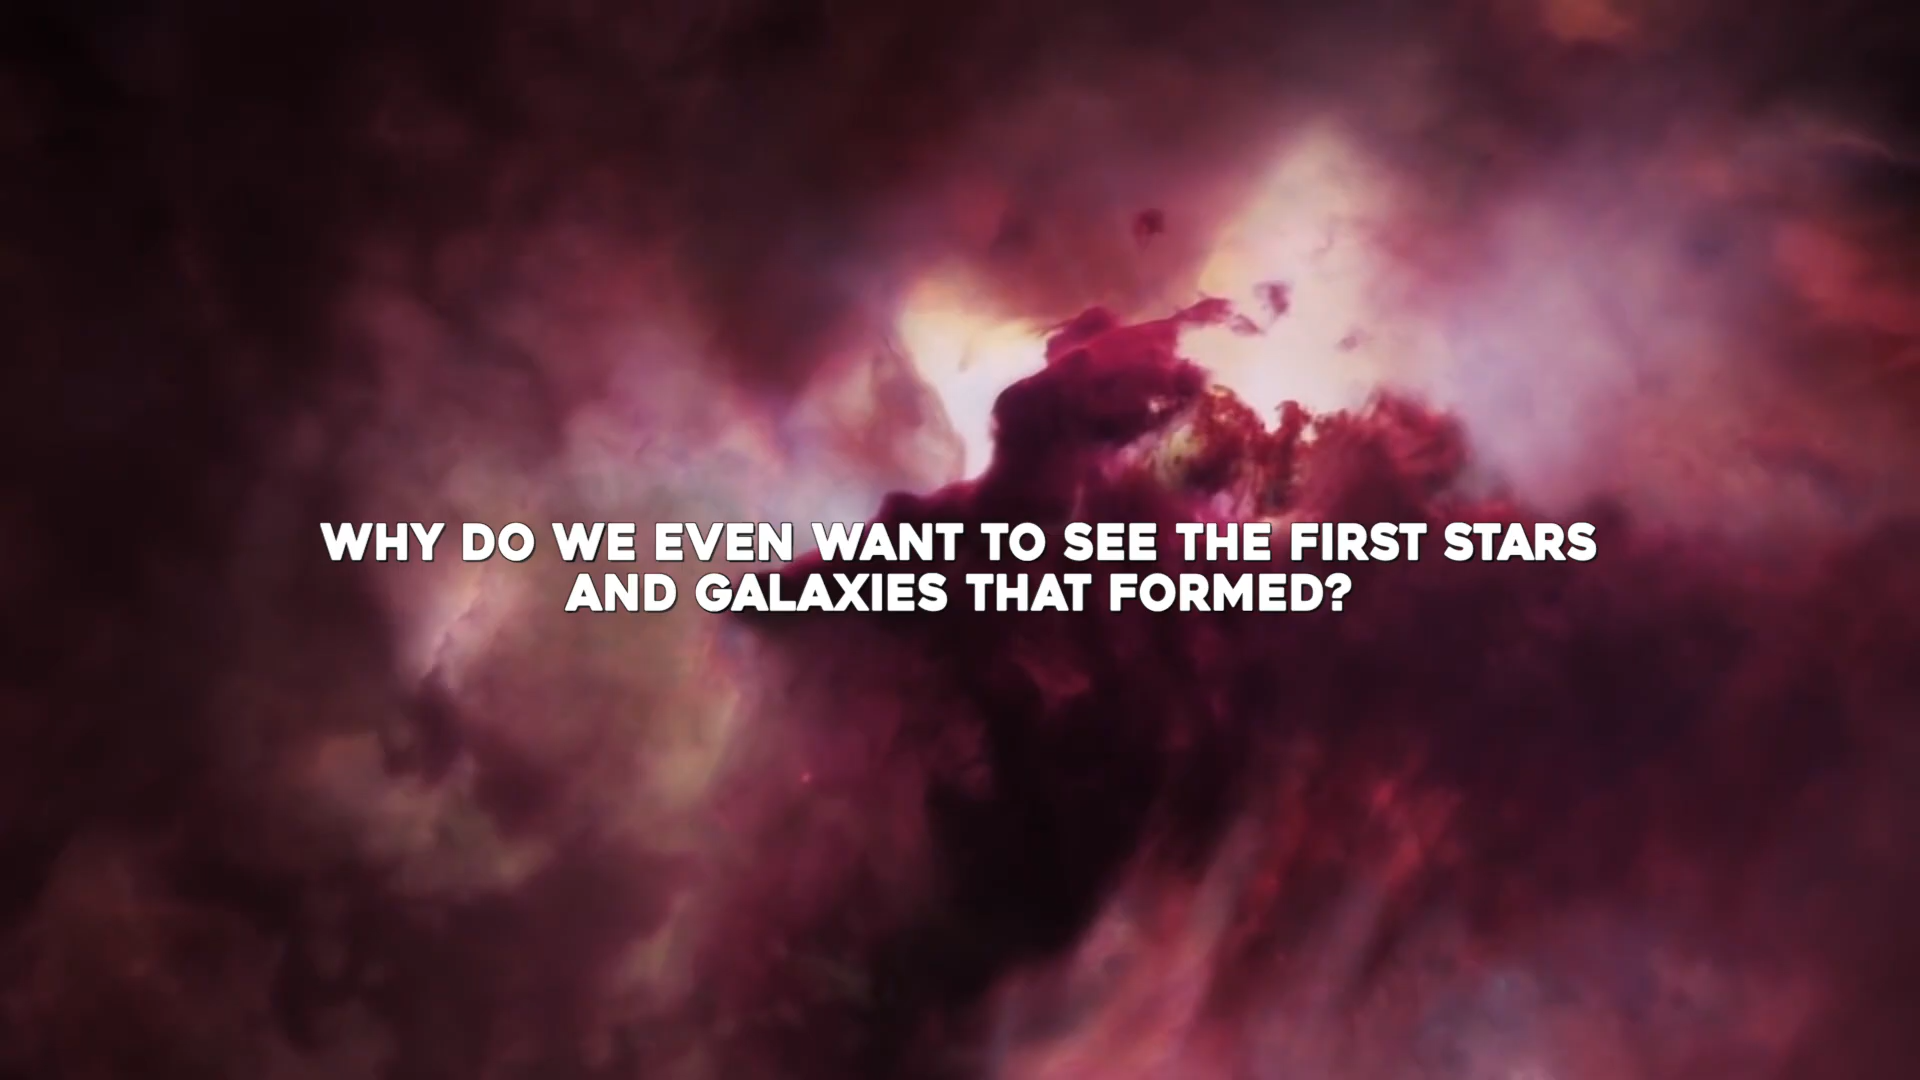 WHY DO WE EVEN WANT TO SEE THE FIRST STARS
AND GALAXIES THAT FORMED?